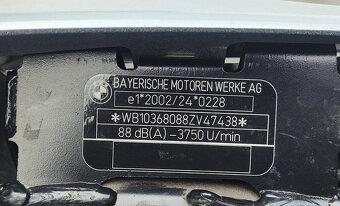 BAYERISCHE MOTOREN WERKE AG
e1*2002/24*0228
*WB10368088ZV47438*
88 dB(A) -3750 U/min